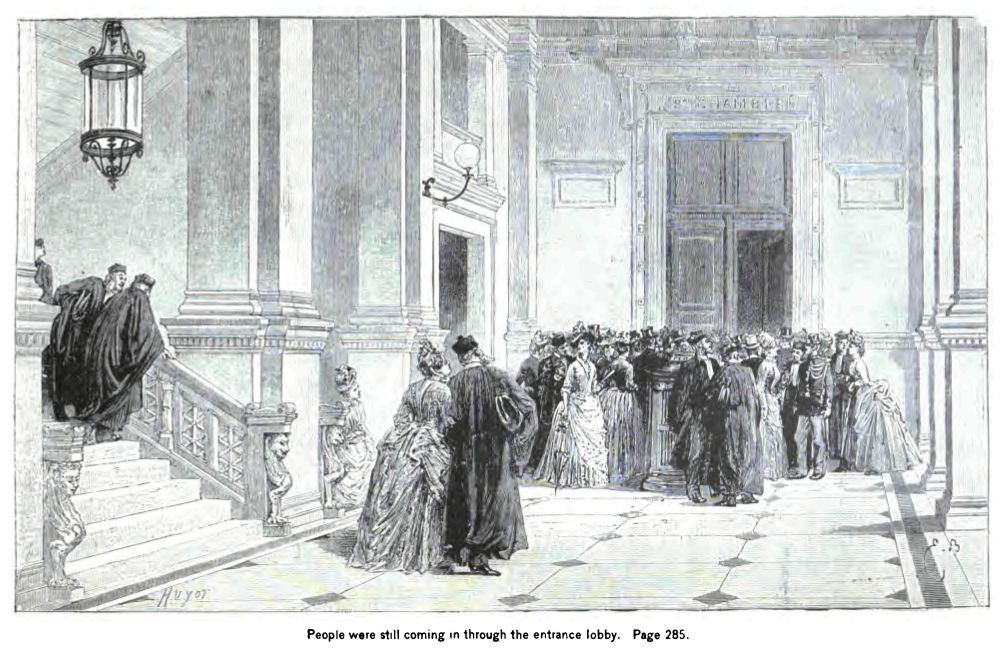 CHAMBRE
HUYOT
P. B
People were still coming in through the entrance lobby. Page 285.